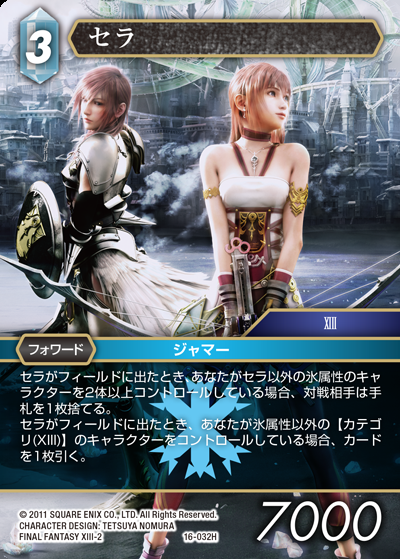 3
セラ
XIII
フォワード
ジャマー
セラがフィールドに出たとき、あなたがセラ以外の氷属性のキャ
ラクターを2体以上コントロールしている場合、対戦相手は手
札を1枚捨てる。
セラがフィールドに出たとき、あなたが氷属性以外の【カテゴ
リ(XIII)】のキャラクターをコントロールしている場合、カード
を1枚引く。
© 2011 SQUARE ENIX CO., LTD. All Rights Reserved.
CHARACTER DESIGN: TETSUYA NOMURA
FINAL FANTASY XIII-2
16-032H
7000